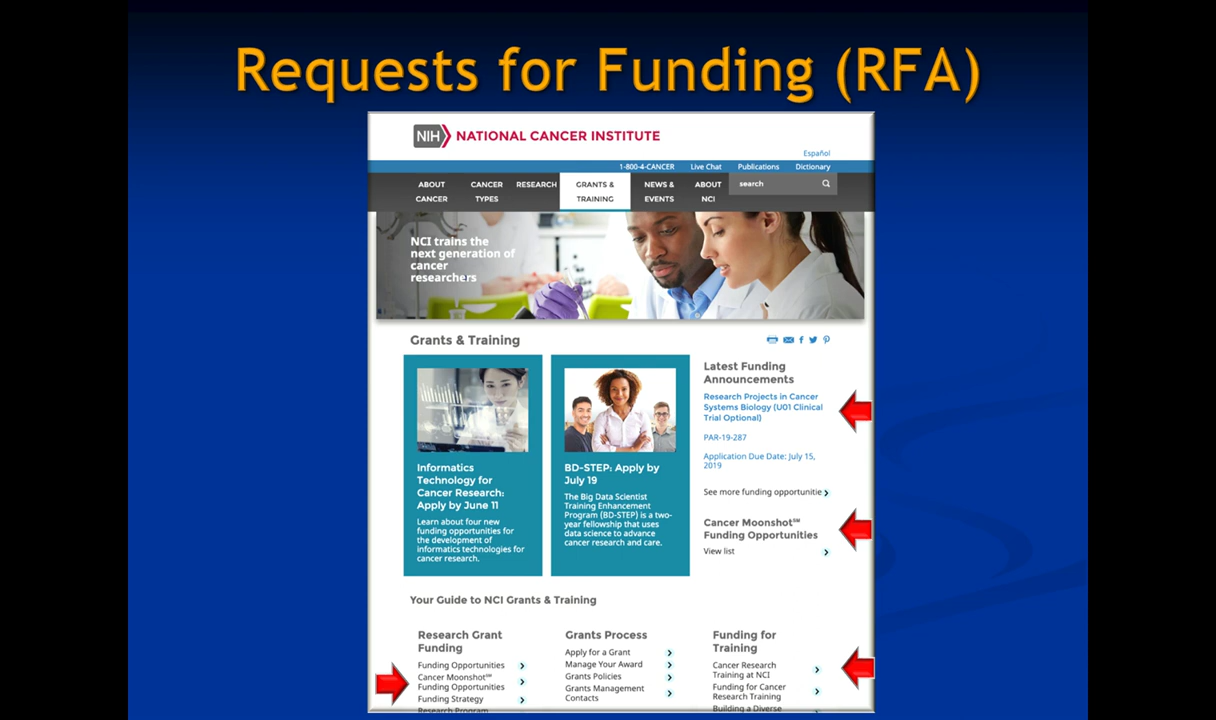 Requests for Funding (RFA)
NIH NATIONAL CANCER INSTITUTE
Español
1-800-4-CANCER Live Chat Publications Dictionary
ABOUT CANCER
CANCER TYPES
RESEARCH
GRANTS & TRAINING
NEWS & EVENTS
ABOUT NCI
search
NCI trains the
next generation of
cancer
researchers
Grants & Training
Informatics
Technology for
Cancer Research:
Apply by June 11
Learn about four new
funding opportunities for
the development of
informatics technologies for
cancer research.
BD-STEP: Apply by
July 19
The Big Data Scientist
Training Enhancement
Program (BD-STEP) is a two-
year fellowship that uses
data science to advance
cancer research and care.
Latest Funding
Announcements
Research Projects in Cancer
Systems Biology (U01 Clinical
Trial Optional)
PAR-19-287
Application Due Date: July 15,
2019
See more funding opportunitie
Cancer Moonshot℠
Funding Opportunities
View list
Your Guide to NCI Grants & Training
Research Grant
Funding
Funding Opportunities
Cancer Moonshot℠
Funding Opportunities
Funding Strategy
Research Program
Grants Process
Apply for a Grant
Manage Your Award
Grants Policies
Grants Management
Contacts
Funding for
Training
Cancer Research
Training at NCI
Funding for Cancer
Research Training
Building a Diverse